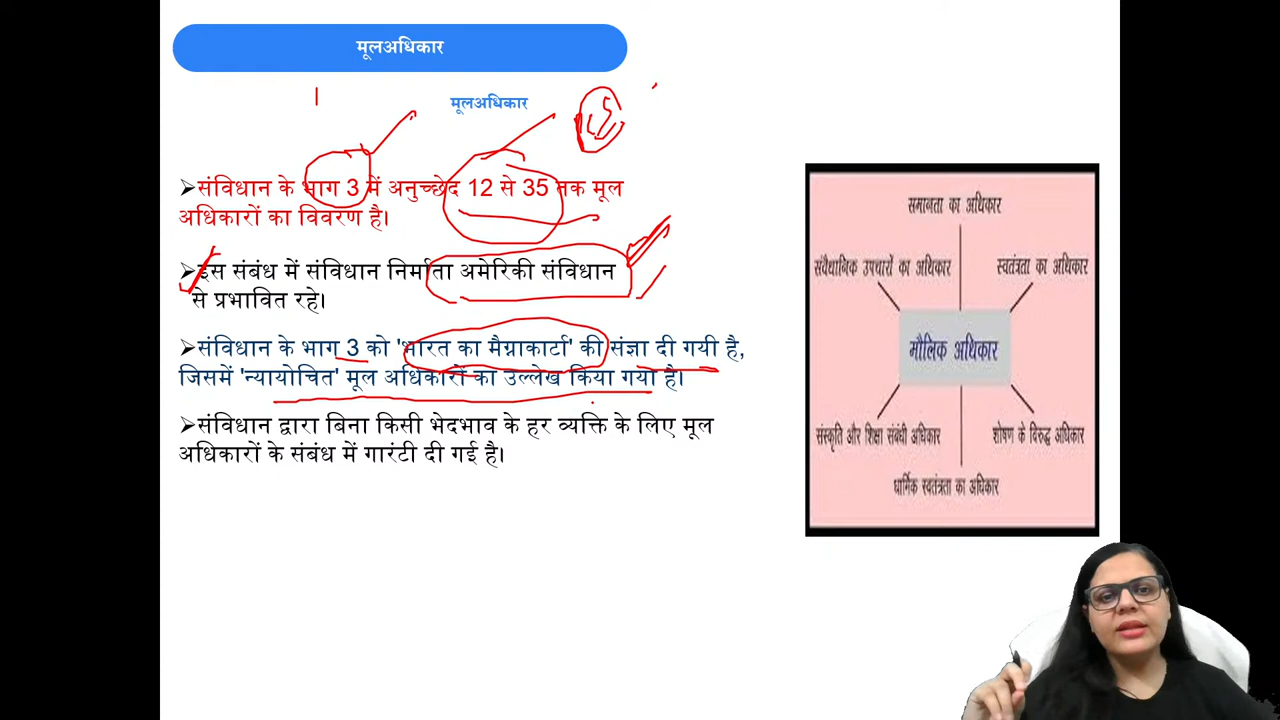 मूलअधिकार
मूलअधिकार
➢संविधान के भाग 3 में अनुच्छेद 12 से 35 तक मूल
अधिकारों का विवरण है।
➢इस संबंध में संविधान निर्माता अमेरिकी संविधान
से प्रभावित रहे।
➢संविधान के भाग 3 को 'भारत का मैग्नाकार्टा' की संज्ञा दी गयी है,
जिसमें 'न्यायोचित' मूल अधिकारों का उल्लेख किया गया है।
➢संविधान द्वारा बिना किसी भेदभाव के हर व्यक्ति के लिए मूल
अधिकारों के संबंध में गारंटी दी गई है।
समानता का अधिकार
संवैधानिक उपचारों का अधिकार
स्वतंत्रता का अधिकार
मौलिक अधिकार
संस्कृति और शिक्षा संबंधी अधिकार
शोषण के विरुद्ध अधिकार
धार्मिक स्वतंत्रता का अधिकार